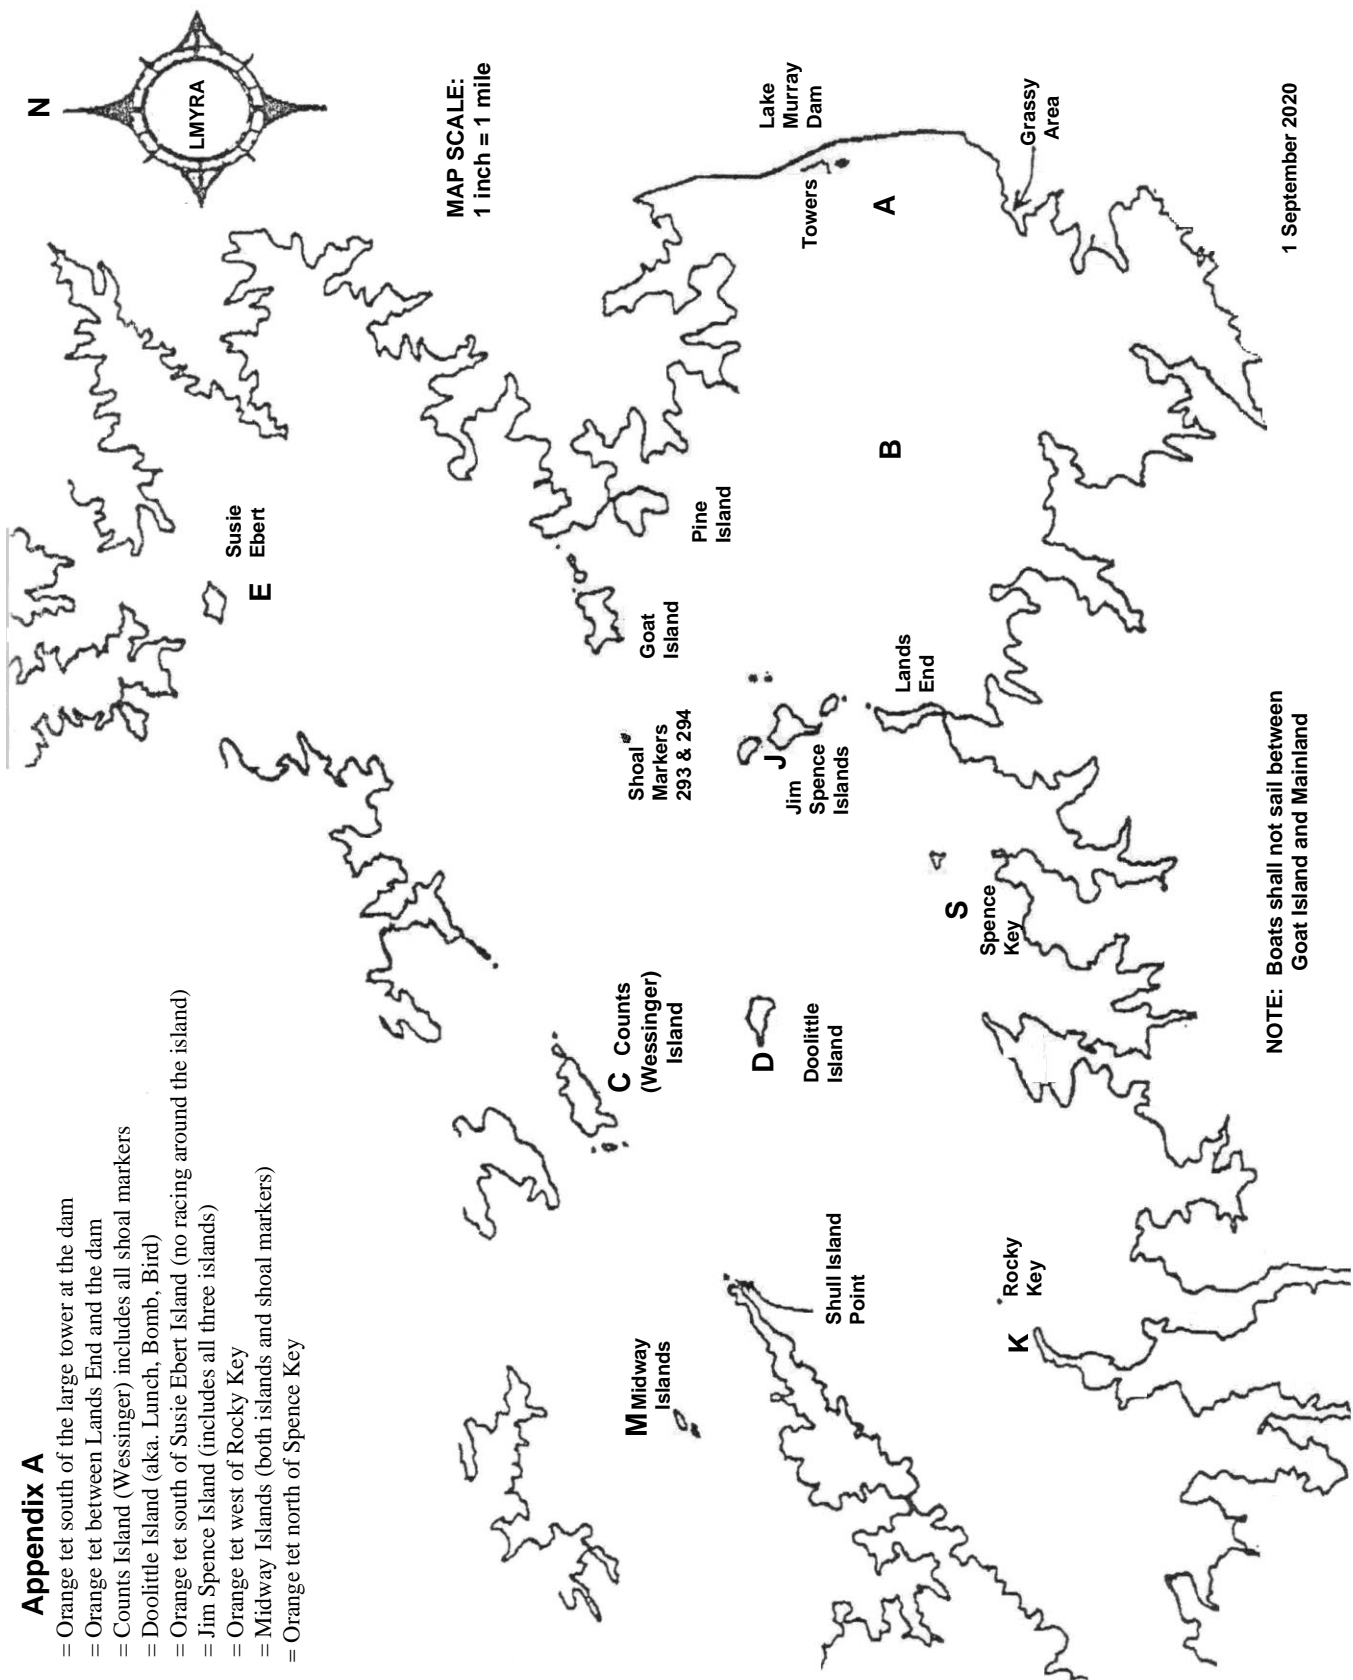 Appendix A
= Orange tet south of the large tower at the dam
= Orange tet between Lands End and the dam
= Counts Island (Wessinger) includes all shoal markers
= Doolittle Island (aka. Lunch, Bomb, Bird)
= Orange tet south of Susie Ebert Island (no racing around the island)
= Jim Spence Island (includes all three islands)
= Orange tet west of Rocky Key
= Midway Islands (both islands and shoal markers)
= Orange tet north of Spence Key
N
LMYRA
MAP SCALE:
1 inch = 1 mile
E
Susie
Ebert
Lake
Murray
Dam
Towers
A
Grassy
Area
B
Pine
Island
Goat
Island
Shoal
Markers
293 & 294
J
Jim
Spence
Islands
Lands
End
C Counts
(Wessinger)
Island
D
Doolittle
Island
S
Spence
Key
M Midway
Islands
Shull Island
Point
K
Rocky
Key
NOTE: Boats shall not sail between
Goat Island and Mainland
1 September 2020